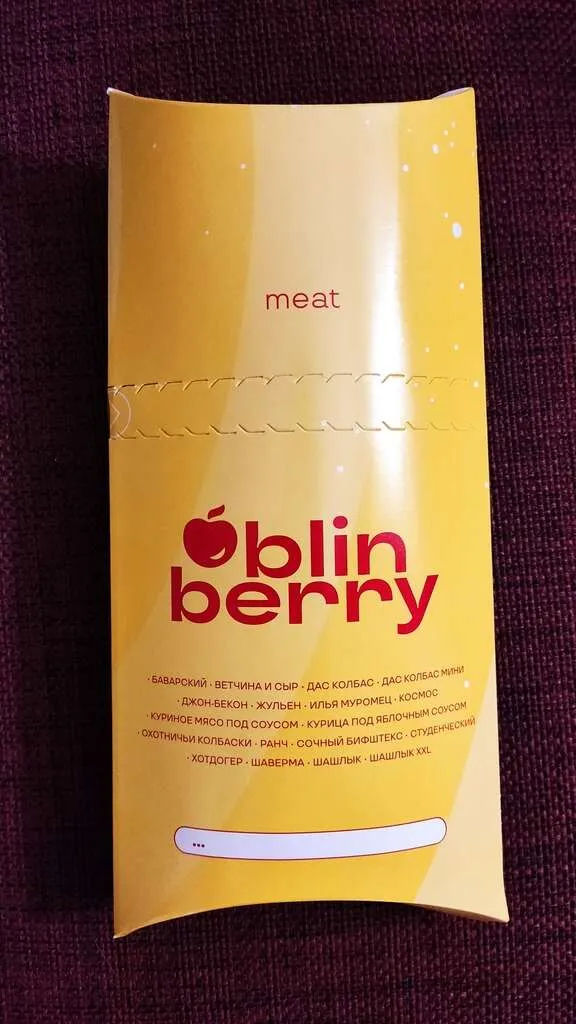 meat
blin
berry
· БАВАРСКИЙ · ВЕТЧИНА И СЫР · ДАС КОЛБАС · ДАС КОЛБАС МИНИ
· ДЖОН-БЕКОН · ЖУЛЬЕН · ИЛЬЯ МУРОМЕЦ · КОСМОС
· КУРИНОЕ МЯСО ПОД СОУСОМ · КУРИЦА ПОД ЯБЛОЧНЫМ СОУСОМ
· ОХОТНИЧЬИ КОЛБАСКИ · РАНЧ · СОЧНЫЙ БИФШТЕКС · СТУДЕНЧЕСКИЙ
· ХОТДОГЕР · ШАВЕРМА · ШАШЛЫК · ШАШЛЫК XXL
...